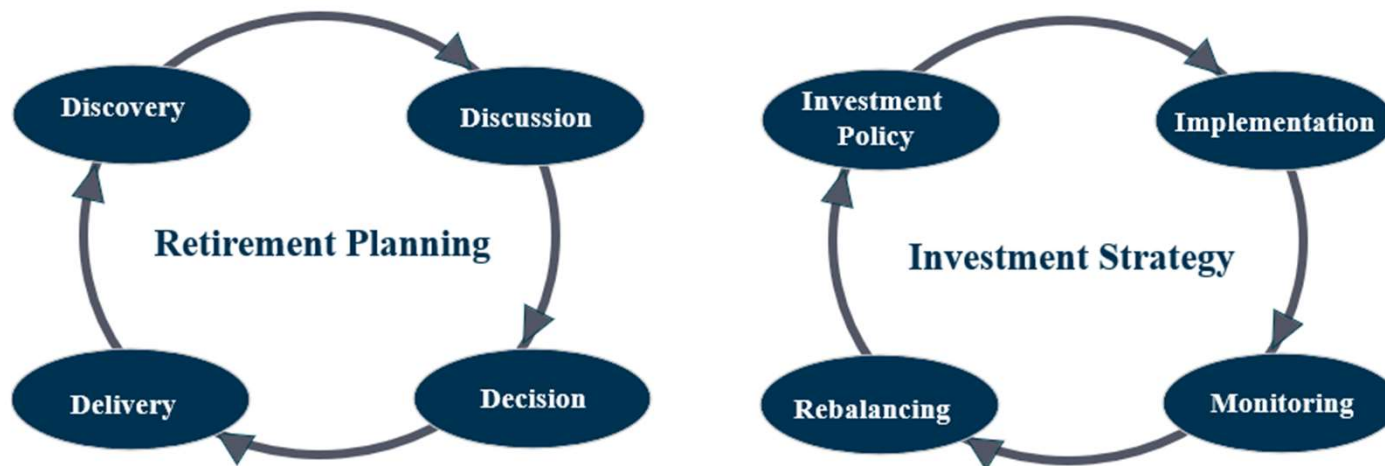 Discovery
Discussion
Retirement Planning
Delivery
Decision
Investment
Policy
Implementation
Investment Strategy
Rebalancing
Monitoring